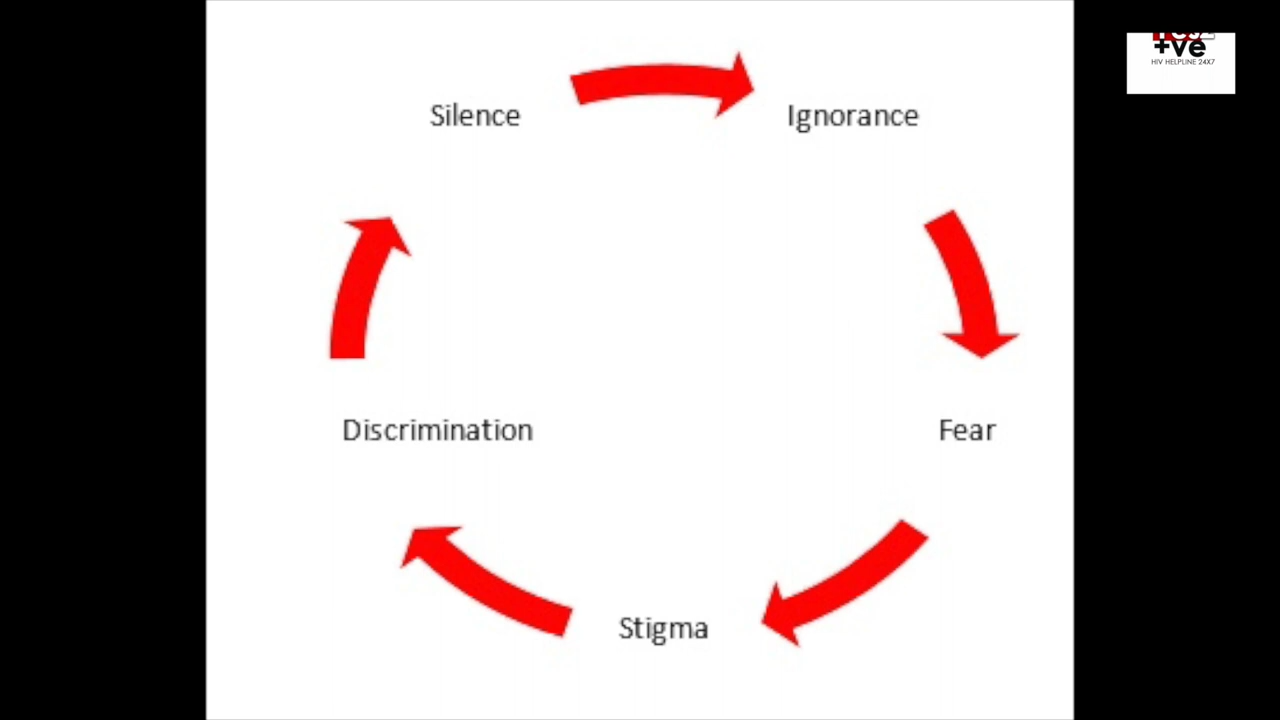 Silence
Ignorance
Fear
Stigma
Discrimination
+ve
HIV HELPLINE 24X7